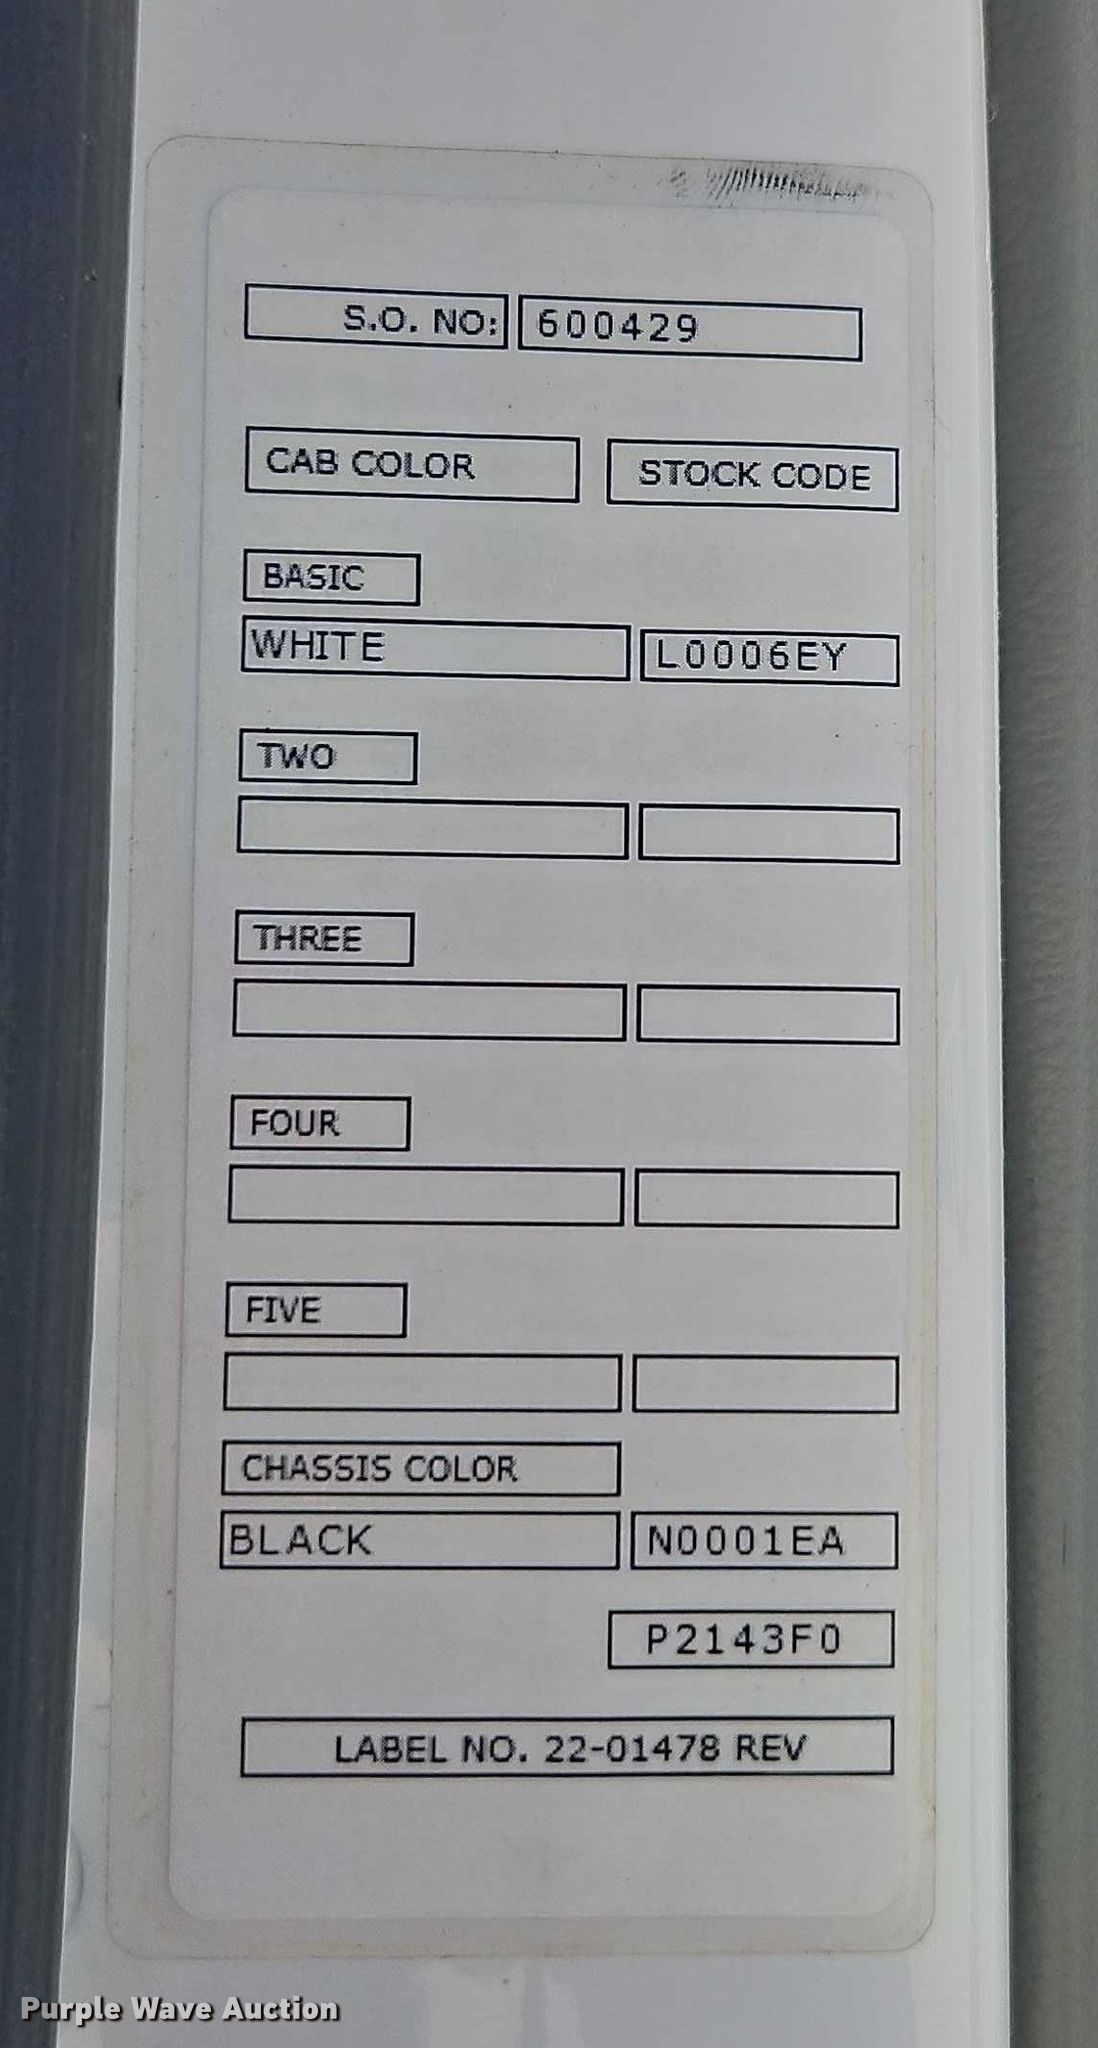 S.O. NO: 600429
CAB COLOR STOCK CODE
BASIC
WHITE L0006EY
TWO
THREE
FOUR
FIVE
CHASSIS COLOR
BLACK N0001EA
P2143F0
LABEL NO. 22-01478 REV
Purple Wave Auction